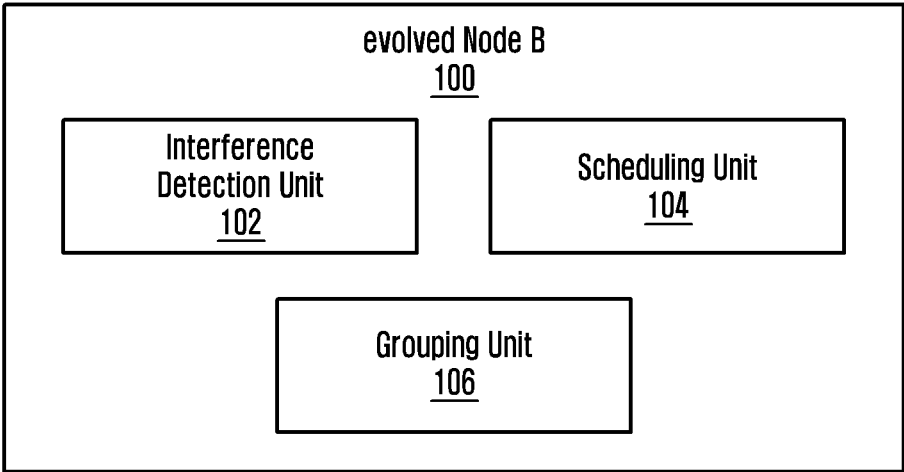 evolved Node B
100
Interference
Detection Unit
102
Scheduling Unit
104
Grouping Unit
106